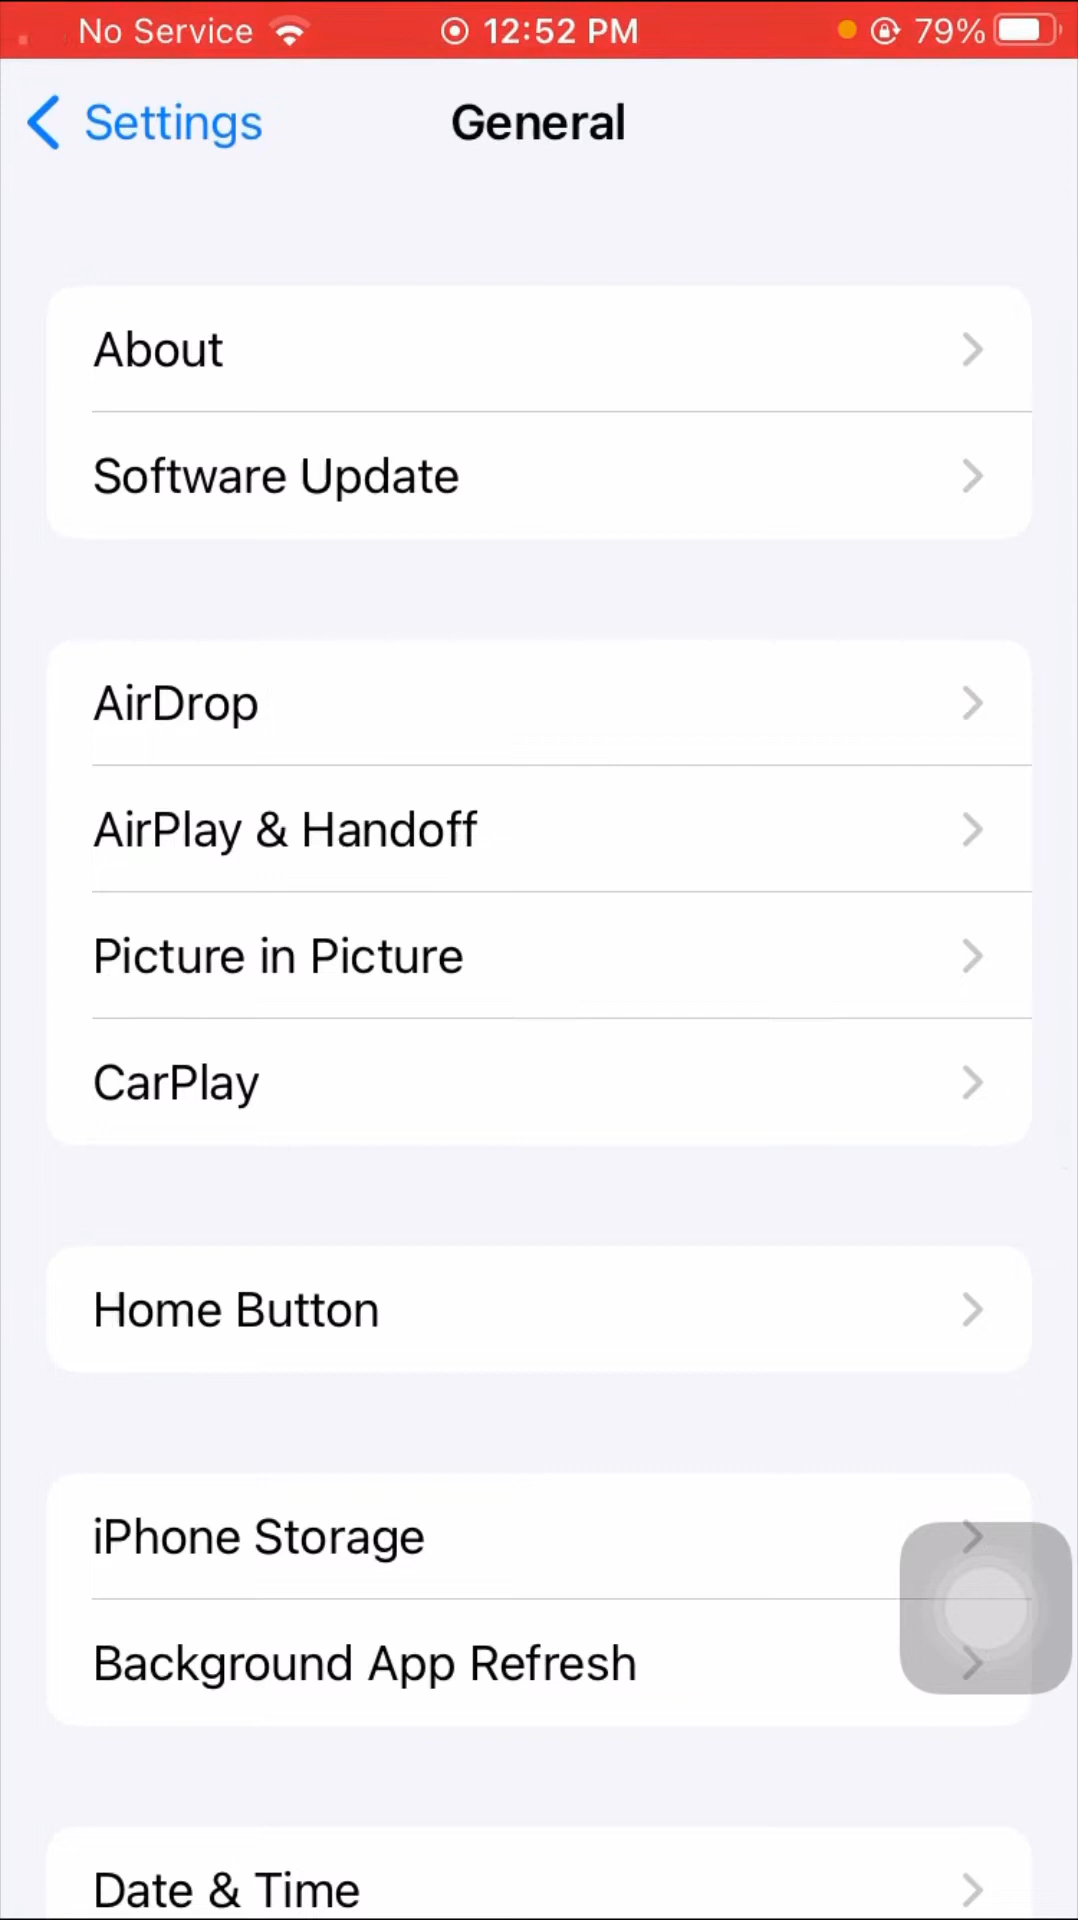 No Service 12:52 PM 79%
Settings General
About
Software Update
AirDrop
AirPlay & Handoff
Picture in Picture
CarPlay
Home Button
iPhone Storage
Background App Refresh
Date & Time